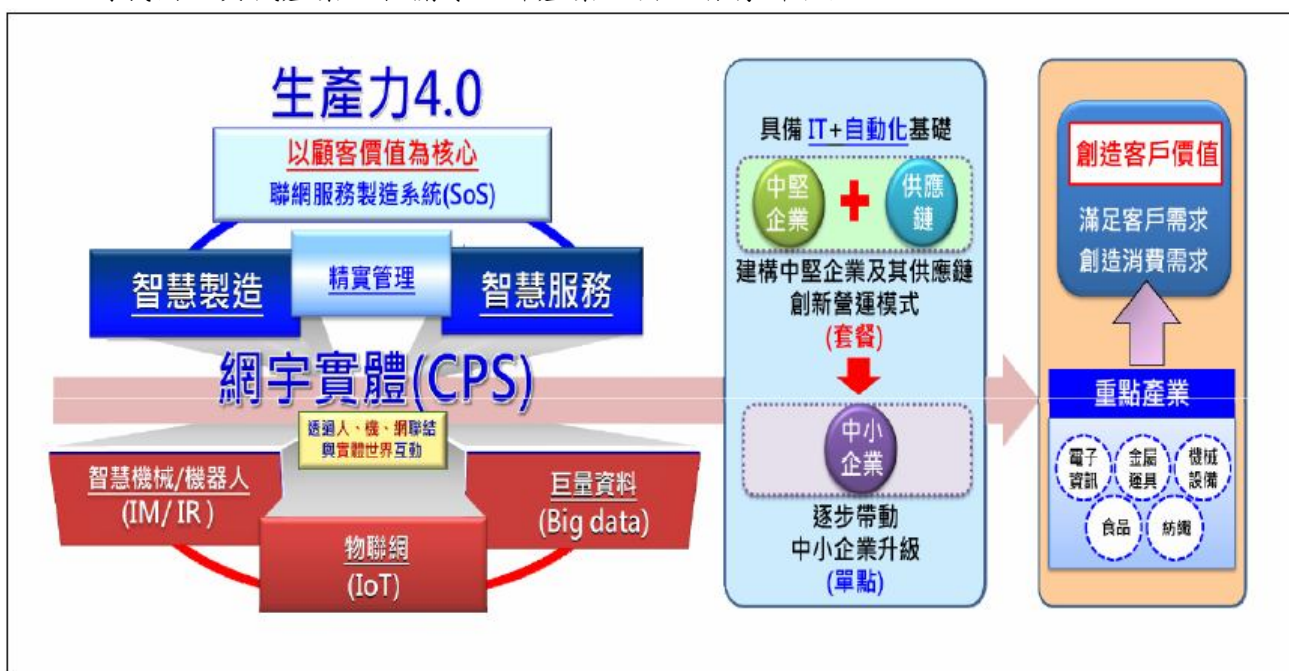 生產力4.0
以顧客價值為核心
聯網服務製造系統(SoS)
智慧製造
精實管理
智慧服務
網宇實體(CPS)
透過人、機、網聯結
與實體世界互動
智慧機械/機器人
(IM/ IR )
物聯網
(IoT)
巨量資料
(Big data)
具備 IT+自動化基礎
中堅
企業
供應
鏈
建構中堅企業及其供應鏈
創新營運模式
(套餐)
中小
企業
逐步帶動
中小企業升級
(單點)
創造客戶價值
滿足客戶需求
創造消費需求
重點產業
電子
資訊
金屬
運具
機械
設備
食品
紡織